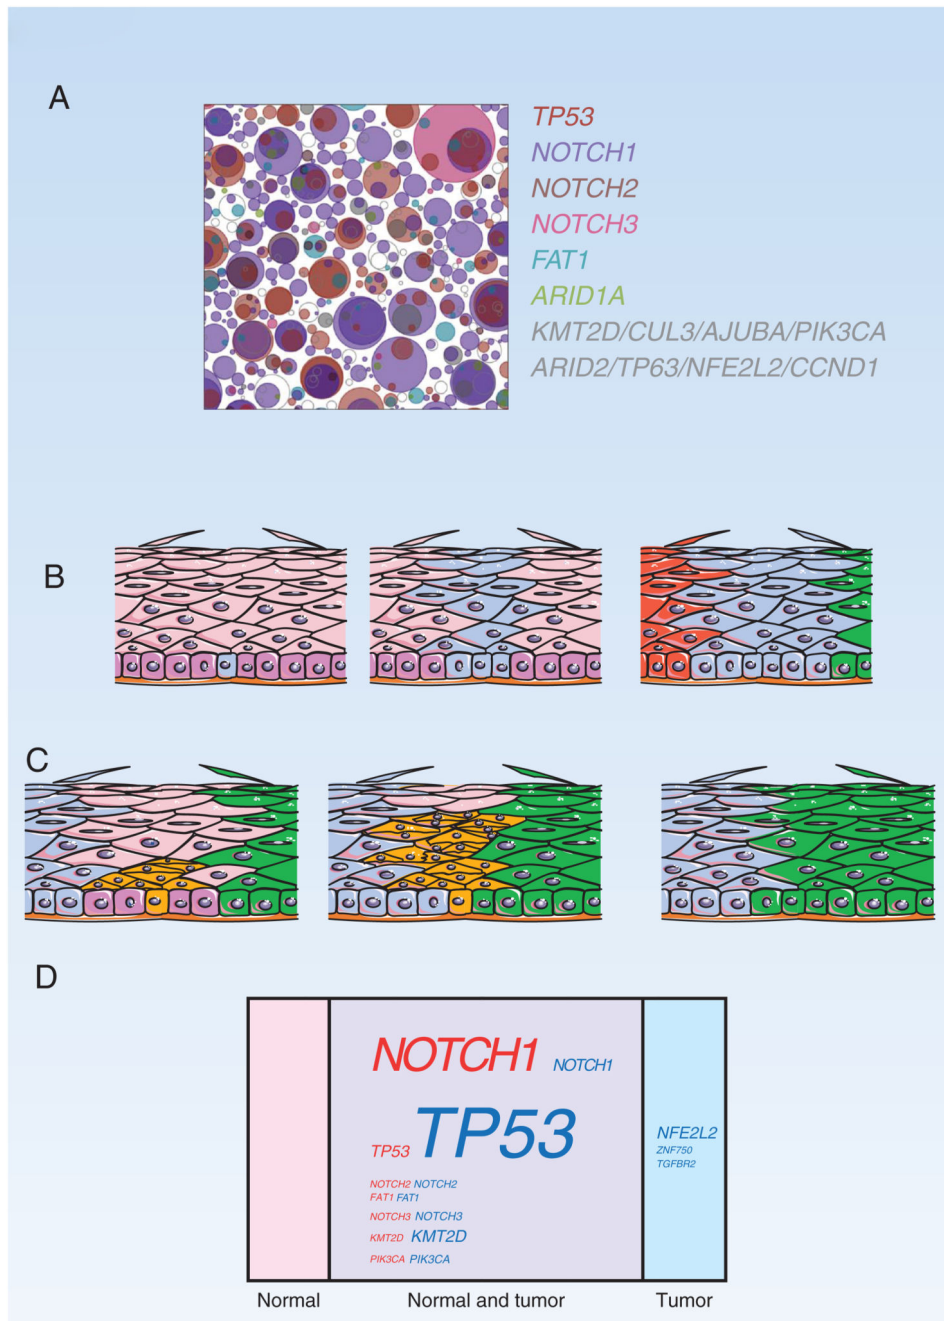 A
TP53
NOTCH1
NOTCH2
NOTCH3
FAT1
ARID1A
KMT2D/CUL3/AJUBA/PIK3CA
ARID2/TP63/NFE2L2/CCND1
B
C
D
NOTCH1 NOTCH1
TP53 TP53
NOTCH2 NOTCH2
FAT1 FAT1
NOTCH3 NOTCH3
KMT2D KMT2D
PIK3CA PIK3CA
NFE2L2
ZNF750
TGFBR2
Normal Normal and tumor Tumor